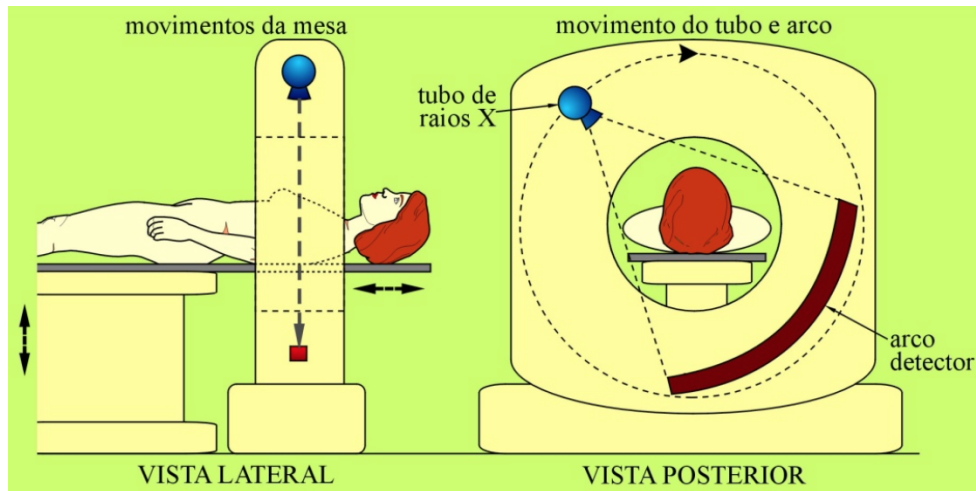 movimentos da mesa
movimento do tubo e arco
tubo de
raios X
arco
detector
VISTA LATERAL
VISTA POSTERIOR